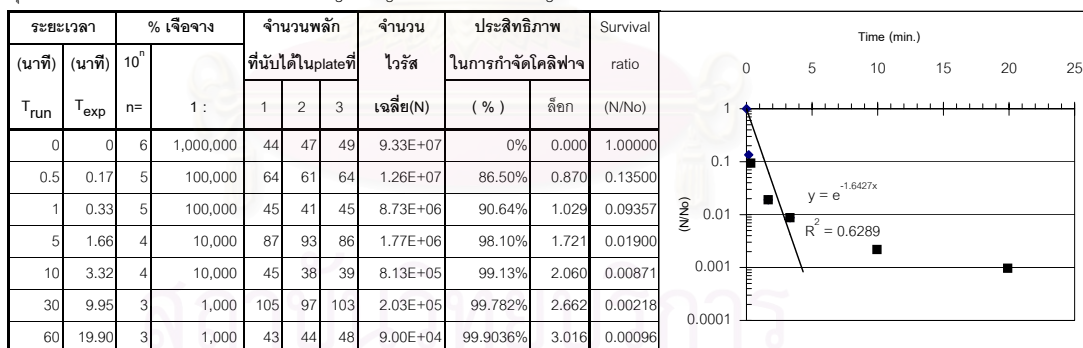 ระยะเวลา % เจือจาง จำนวนพลัก จำนวน ประสิทธิภาพ Survival
(นาที) (นาที) 10^n ที่นับได้ในplateที่ ไวรัส ในการกำจัดโคลิฟาจ ratio
T run T exp n= 1 : 1 2 3 เฉลี่ย(N) ( % ) ล็อก (N/No)
0 0 6 1,000,000 44 47 49 9.33E+07 0% 0.000 1.00000
0.5 0.17 5 100,000 64 61 64 1.26E+07 86.50% 0.870 0.13500
1 0.33 5 100,000 45 41 45 8.73E+06 90.64% 1.029 0.09357
5 1.66 4 10,000 87 93 86 1.77E+06 98.10% 1.721 0.01900
10 3.32 4 10,000 45 38 39 8.13E+05 99.13% 2.060 0.00871
30 9.95 3 1,000 105 97 103 2.03E+05 99.782% 2.662 0.00218
60 19.90 3 1,000 43 44 48 9.00E+04 99.9036% 3.016 0.00096
Time (min.)
0 5 10 15 20 25
1
0.1
0.01
0.001
0.0001
(N/No)
y = e^-1.6427x
R^2 = 0.6289